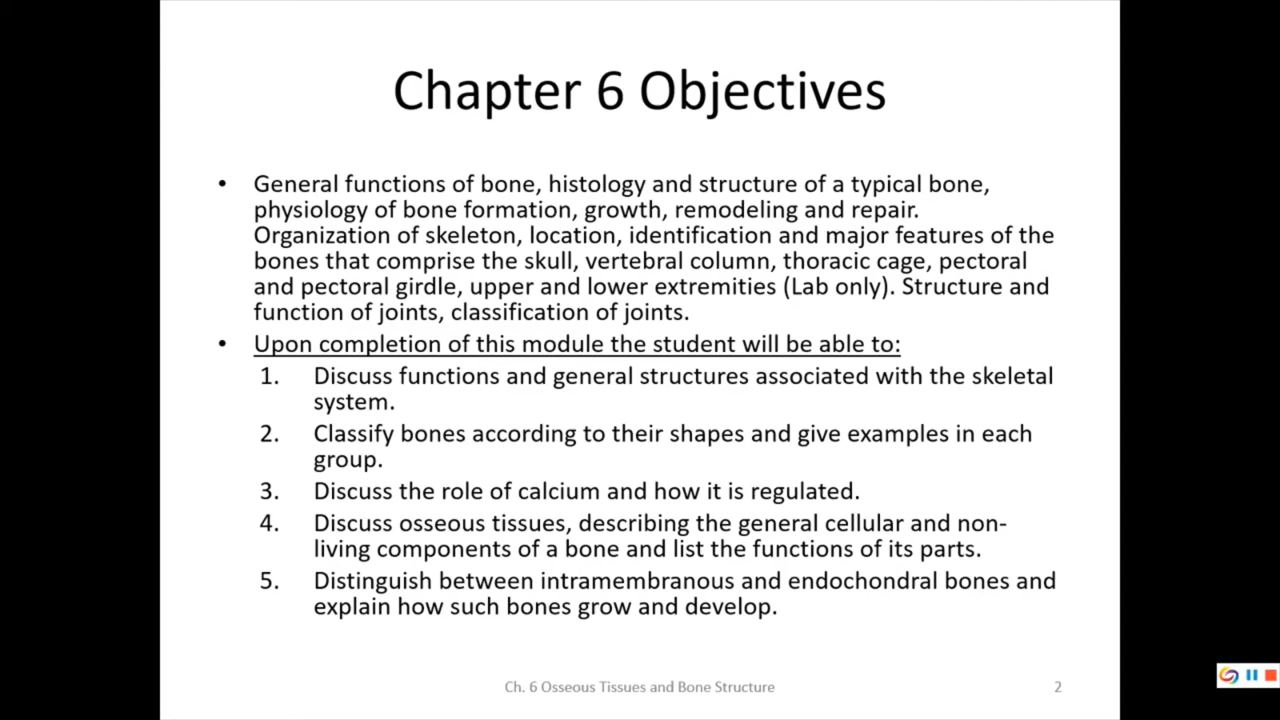 Chapter 6 Objectives
• General functions of bone, histology and structure of a typical bone,
physiology of bone formation, growth, remodeling and repair.
Organization of skeleton, location, identification and major features of the
bones that comprise the skull, vertebral column, thoracic cage, pectoral
and pectoral girdle, upper and lower extremities (Lab only). Structure and
function of joints, classification of joints.
• Upon completion of this module the student will be able to:
1. Discuss functions and general structures associated with the skeletal
system.
2. Classify bones according to their shapes and give examples in each
group.
3. Discuss the role of calcium and how it is regulated.
4. Discuss osseous tissues, describing the general cellular and non-
living components of a bone and list the functions of its parts.
5. Distinguish between intramembranous and endochondral bones and
explain how such bones grow and develop.
Ch. 6 Osseous Tissues and Bone Structure
2